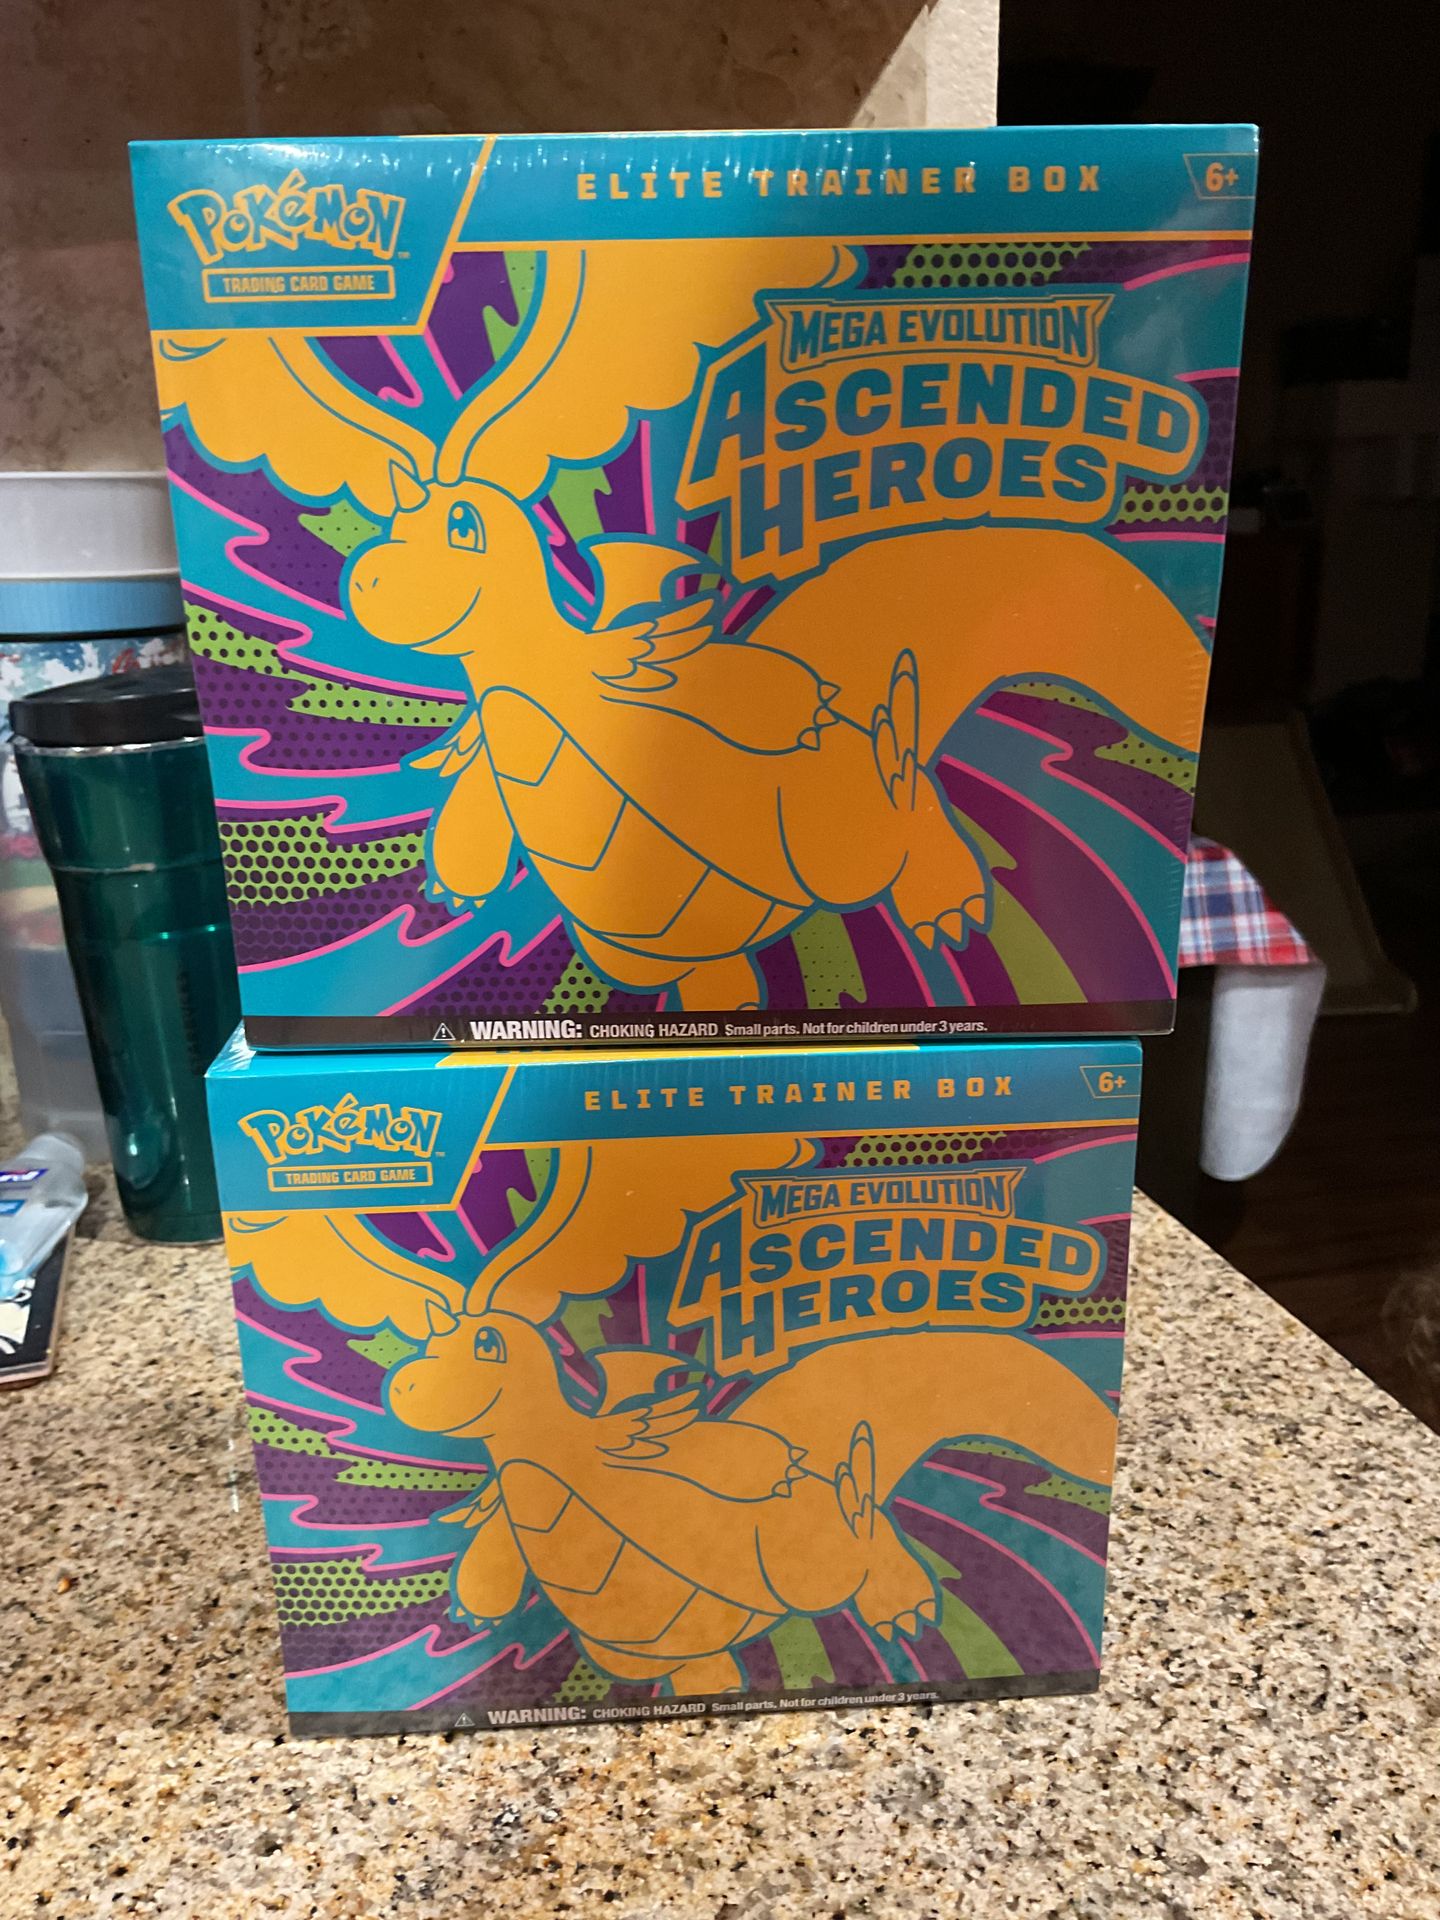 POKéMON™
TRADING CARD GAME
ELITE TRAINER BOX
6+
MEGA EVOLUTION
ASCENDED
HEROES
WARNING: CHOKING HAZARD Small parts. Not for children under 3 years.
POKéMON™
TRADING CARD GAME
ELITE TRAINER BOX
6+
MEGA EVOLUTION
ASCENDED
HEROES
WARNING: CHOKING HAZARD Small parts. Not for children under 3 years.